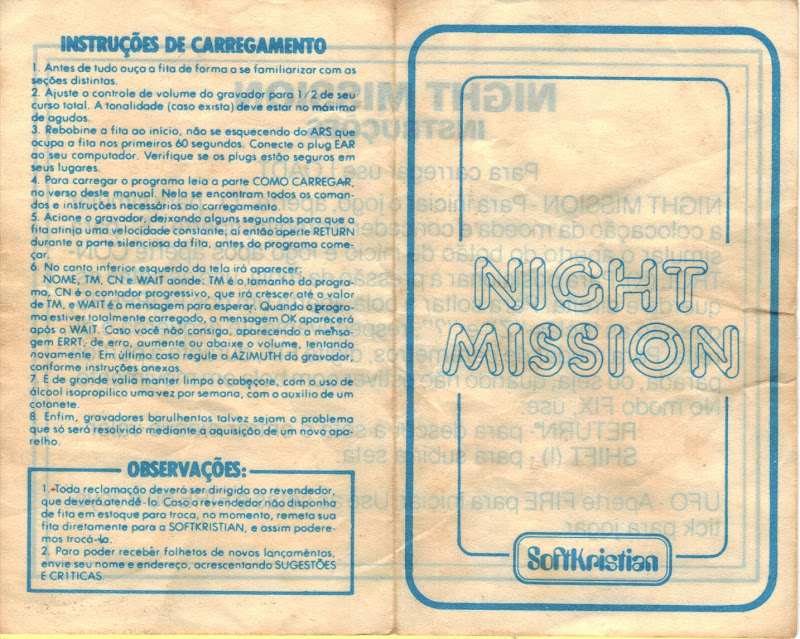 INSTRUÇÕES DE CARREGAMENTO
1. Antes de tudo ouça a fita de forma a se familiarizar com as
seções distintas.
2. Ajuste o controle de volume do gravador para 1/2 de seu
curso total. A tonalidade (caso exista) deve estar no máximo
de agudos.
3. Rebobine a fita ao início, não se esquecendo do ARS que
ocupa a fita nos primeiros 60 segundos. Conecte o plug EAR
ao seu computador. Verifique se os plugs estão seguros em
seus lugares.
4. Para carregar o programa leia a parte COMO CARREGAR,
no verso deste manual. Nela se encontram todos os coman-
dos e instruções necessários ao carregamento.
5. Acione o gravador, deixando alguns segundos para que a
fita atinja uma velocidade constante, aí então aperte RETURN
durante a parte silenciosa da fita, antes do programa come-
çar.
6. No canto inferior esquerdo da tela irá aparecer:
NOME, TM, CN e WAIT aonde: TM é o tamanho do progra-
ma, CN é o contador progressivo, que irá crescer até o valor
de TM, e WAIT é a mensagem para esperar. Quando o progra-
ma estiver totalmente carregado, a mensagem OK aparecerá
após o WAIT. Caso você não consiga, aparecendo a mensa-
gem ERRT, de erro, aumente ou abaixe o volume, tentando
novamente. Em último caso regule o AZIMUTH do gravador,
conforme instruções anexas.
7. É de grande valia manter limpo o cabeçote, com o uso de
álcool isopropílico uma vez por semana, com o auxílio de um
cotonete.
8. Enfim, gravadores barulhentos talvez sejam o problema
que só será resolvido mediante a aquisição de um novo apa-
relho.
OBSERVAÇÕES:
1. Toda reclamação deverá ser dirigida ao revendedor,
que deverá atendê-lo. Caso o revendedor não disponha
de fita em estoque para troca, no momento, remeta sua
fita diretamente para a SOFTKRISTIAN, e assim podere-
mos trocá-la.
2. Para poder receber folhetos de novos lançamentos,
envie seu nome e endereço, acrescentando SUGESTÕES
E CRÍTICAS.
NIGHT
MISSION
SoftKristian